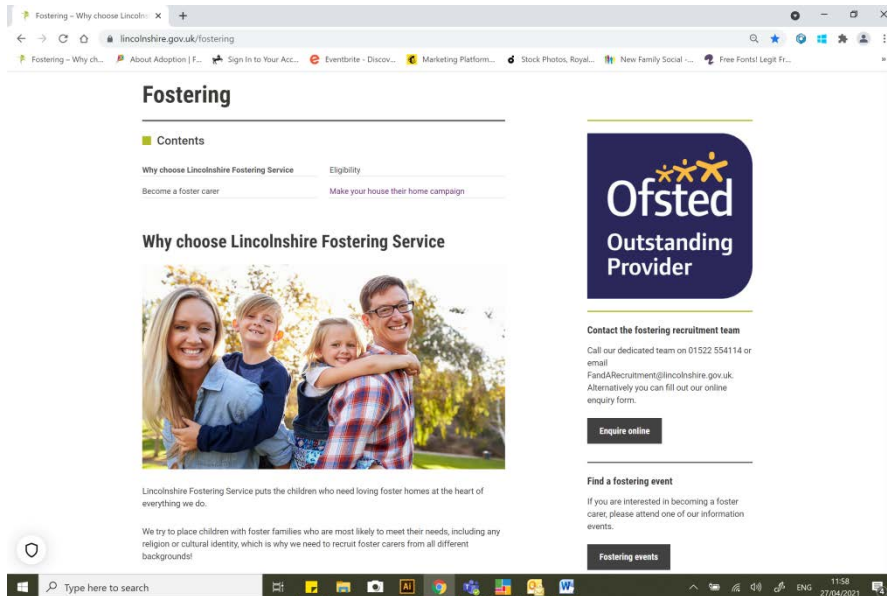 Fostering – Why choose Lincoln
lincolnshire.gov.uk/fostering
Fostering – Why ch...
About Adoption | F...
Sign In to Your Acc...
Eventbrite - Discov...
Marketing Platform...
Stock Photos, Royal...
New Family Social -...
Free Fonts! Legit Fr...
Fostering
Contents
Why choose Lincolnshire Fostering Service
Eligibility
Become a foster carer
Make your house their home campaign
Why choose Lincolnshire Fostering Service
Lincolnshire Fostering Service puts the children who need loving foster homes at the heart of
everything we do.
We try to place children with foster families who are most likely to meet their needs, including any
religion or cultural identity, which is why we need to recruit foster carers from all different
backgrounds!
Ofsted
Outstanding
Provider
Contact the fostering recruitment team
Call our dedicated team on 01522 554114 or
email
FandARecruitment@lincolnshire.gov.uk.
Alternatively you can fill out our online
enquiry form.
Enquire online
Find a fostering event
If you are interested in becoming a foster
carer, please attend one of our information
events.
Fostering events
Type here to search
Ai
W
ENG
11:58
27/04/2021